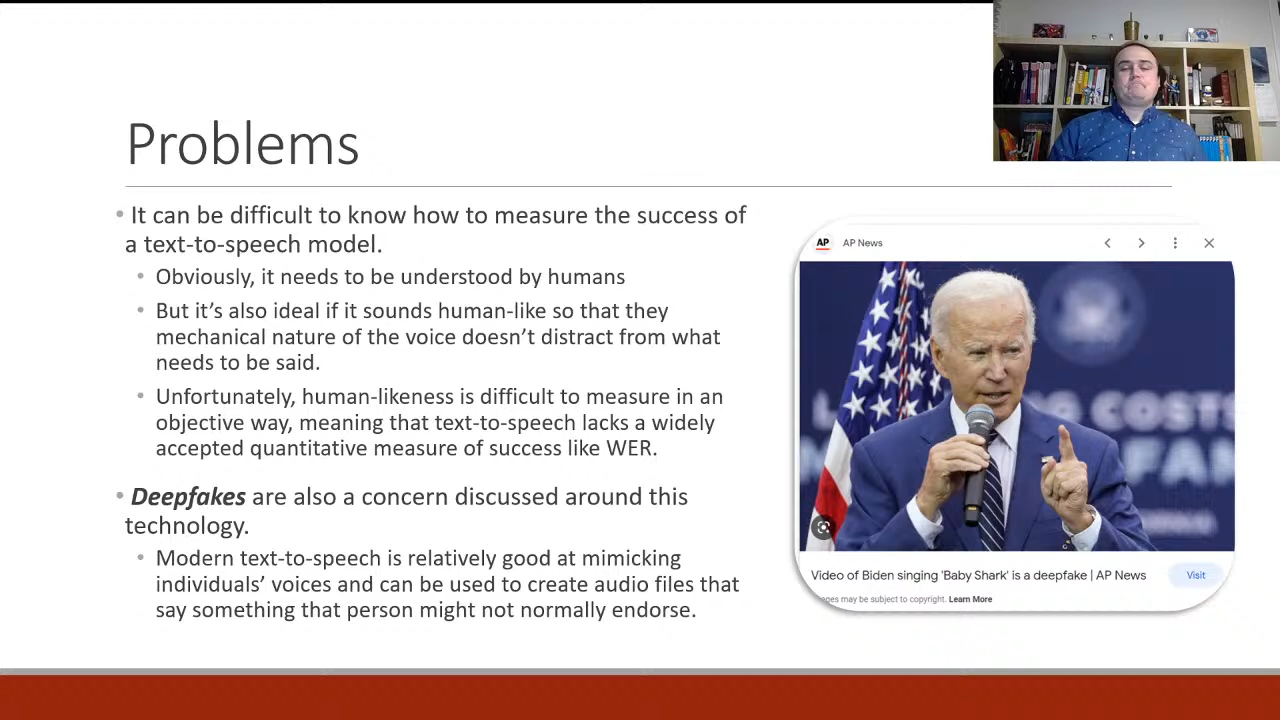 Problems
• It can be difficult to know how to measure the success of
a text-to-speech model.
• Obviously, it needs to be understood by humans
• But it’s also ideal if it sounds human-like so that they
mechanical nature of the voice doesn’t distract from what
needs to be said.
• Unfortunately, human-likeness is difficult to measure in an
objective way, meaning that text-to-speech lacks a widely
accepted quantitative measure of success like WER.
• Deepfakes are also a concern discussed around this
technology.
• Modern text-to-speech is relatively good at mimicking
individuals’ voices and can be used to create audio files that
say something that person might not normally endorse.
AP AP News
COSTS
Video of Biden singing 'Baby Shark' is a deepfake | AP News
Visit
may be subject to copyright. Learn More